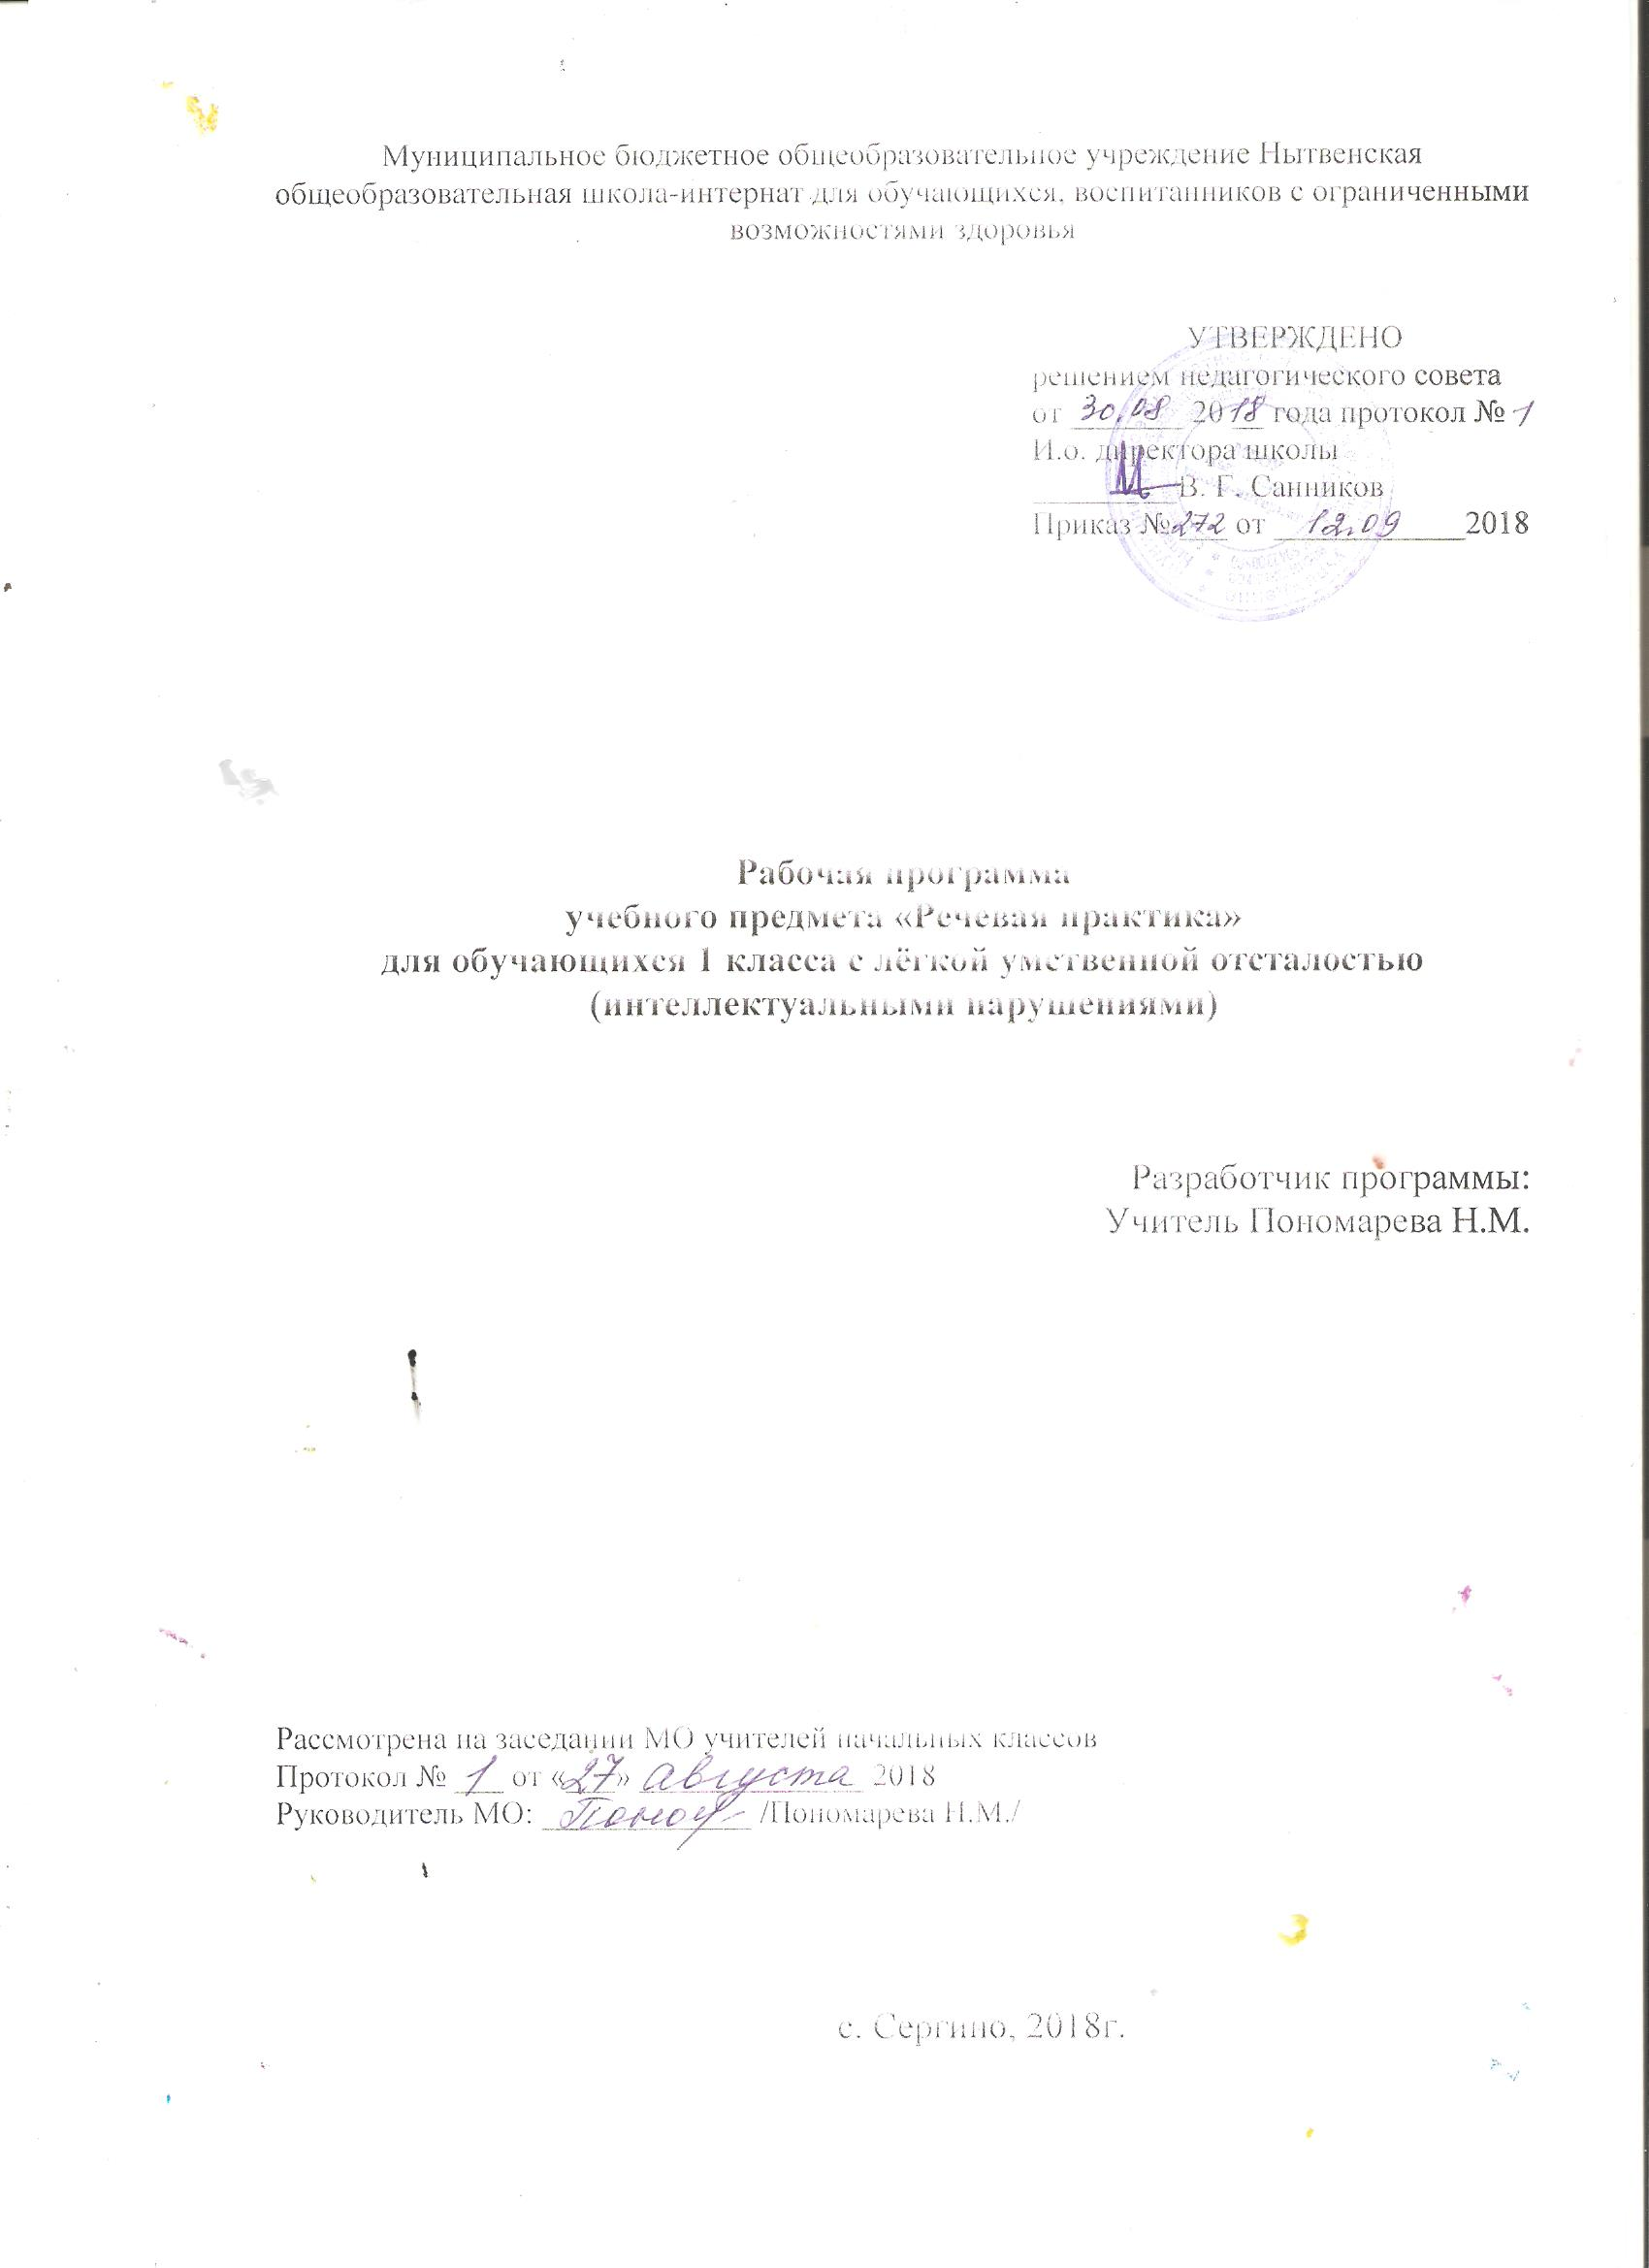 Муниципальное бюджетное общеобразовательное учреждение Нытвенская
общеобразовательная школа-интернат для обучающихся, воспитанников с ограниченными
возможностями здоровья
УТВЕРЖДЕНО
решением педагогического совета
от 30.08 2018 года протокол № 1
И.о. директора школы
В. Г. Санников
Приказ № 272 от 12.09 2018
Рабочая программа
учебного предмета «Речевая практика»
для обучающихся 1 класса с лёгкой умственной отсталостью
(интеллектуальными нарушениями)
Разработчик программы:
Учитель Пономарева Н.М.
Рассмотрена на заседании МО учителей начальных классов
Протокол № 1 от «27» августа 2018
Руководитель МО: /Пономарева Н.М./
с. Сергино, 2018г.